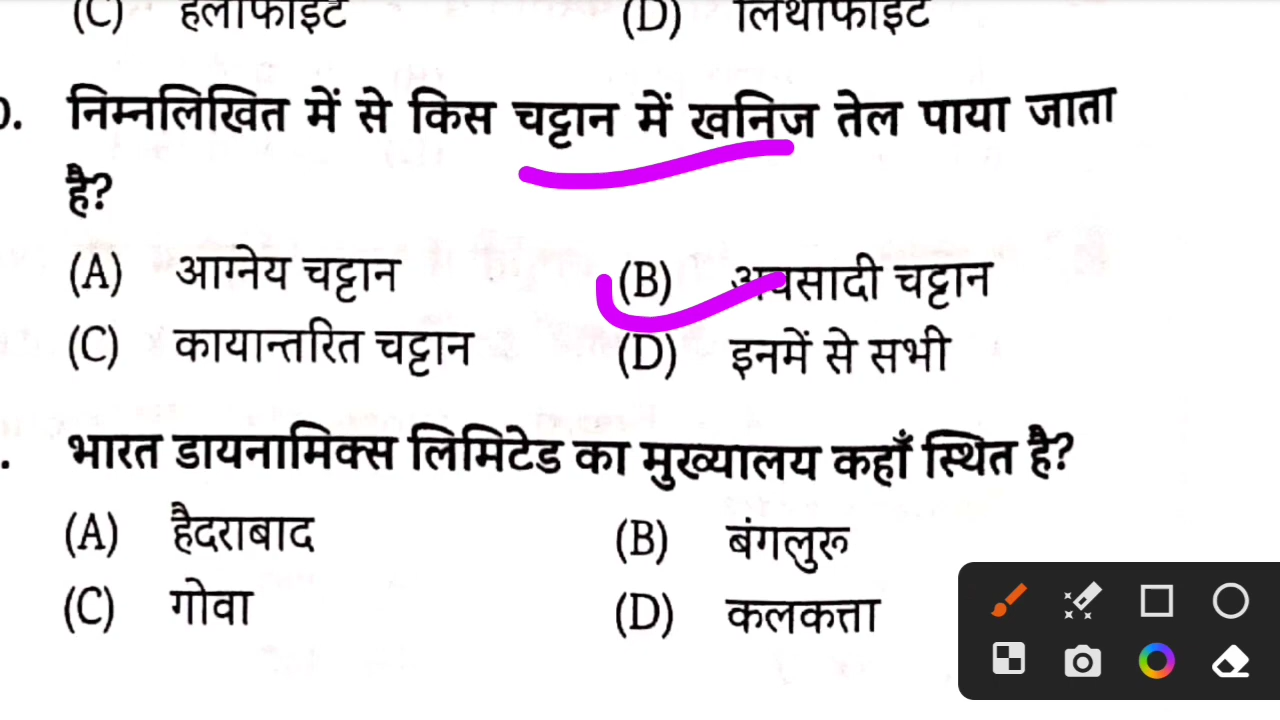 (C) हैलोफाइट (D) लिथोफाइट
0. निम्नलिखित में से किस चट्टान में खनिज तेल पाया जाता
है?
(A) आग्नेय चट्टान (B) अवसादी चट्टान
(C) कायान्तरित चट्टान (D) इनमें से सभी
. भारत डायनामिक्स लिमिटेड का मुख्यालय कहाँ स्थित है?
(A) हैदराबाद (B) बंगलुरू
(C) गोवा (D) कलकत्ता